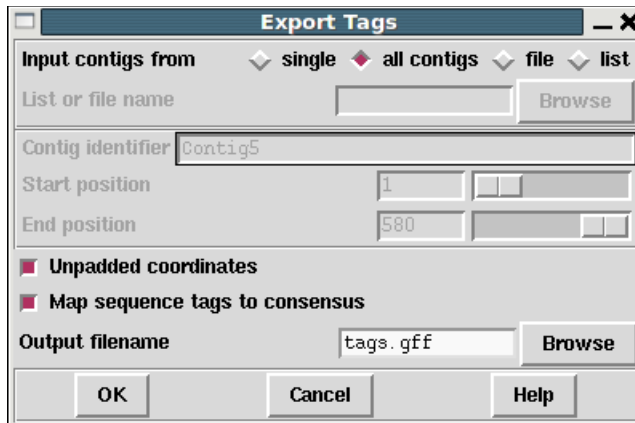 Export Tags
Input contigs from single all contigs file list
List or file name Browse
Contig identifier Contig5
Start position 1
End position 580
Unpadded coordinates
Map sequence tags to consensus
Output filename tags.gff Browse
OK Cancel Help